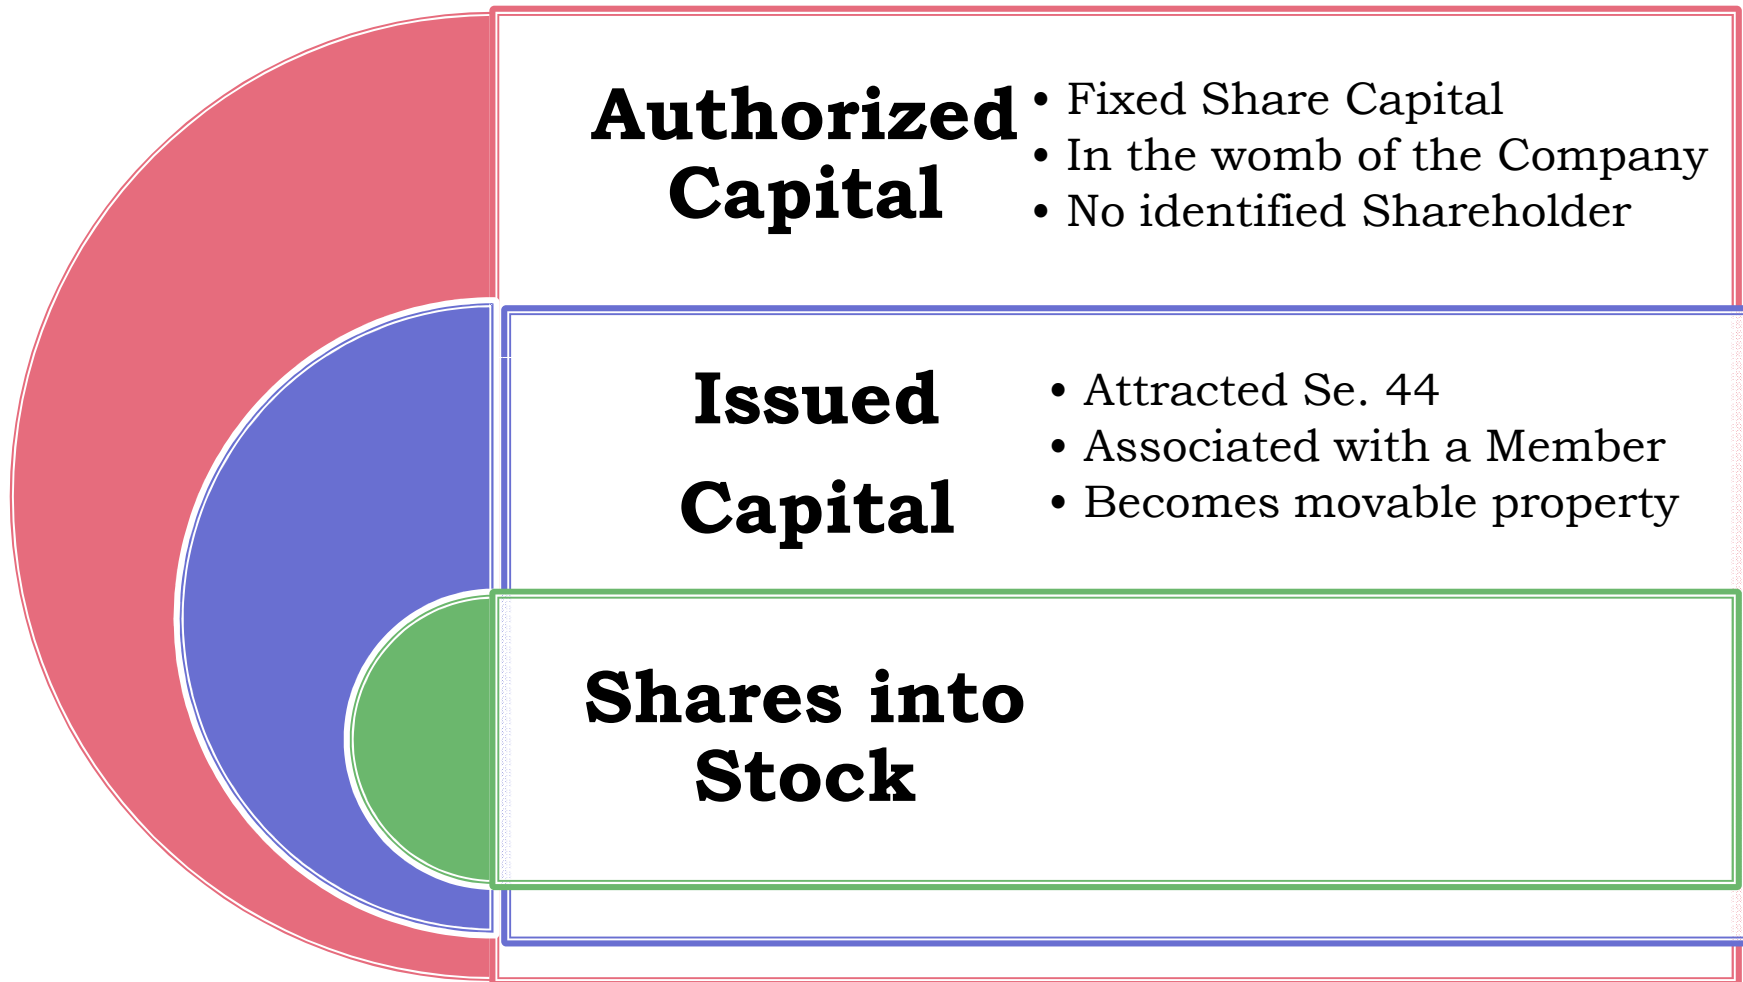 Authorized
Capital
• Fixed Share Capital
• In the womb of the Company
• No identified Shareholder
Issued
Capital
• Attracted Se. 44
• Associated with a Member
• Becomes movable property
Shares into
Stock